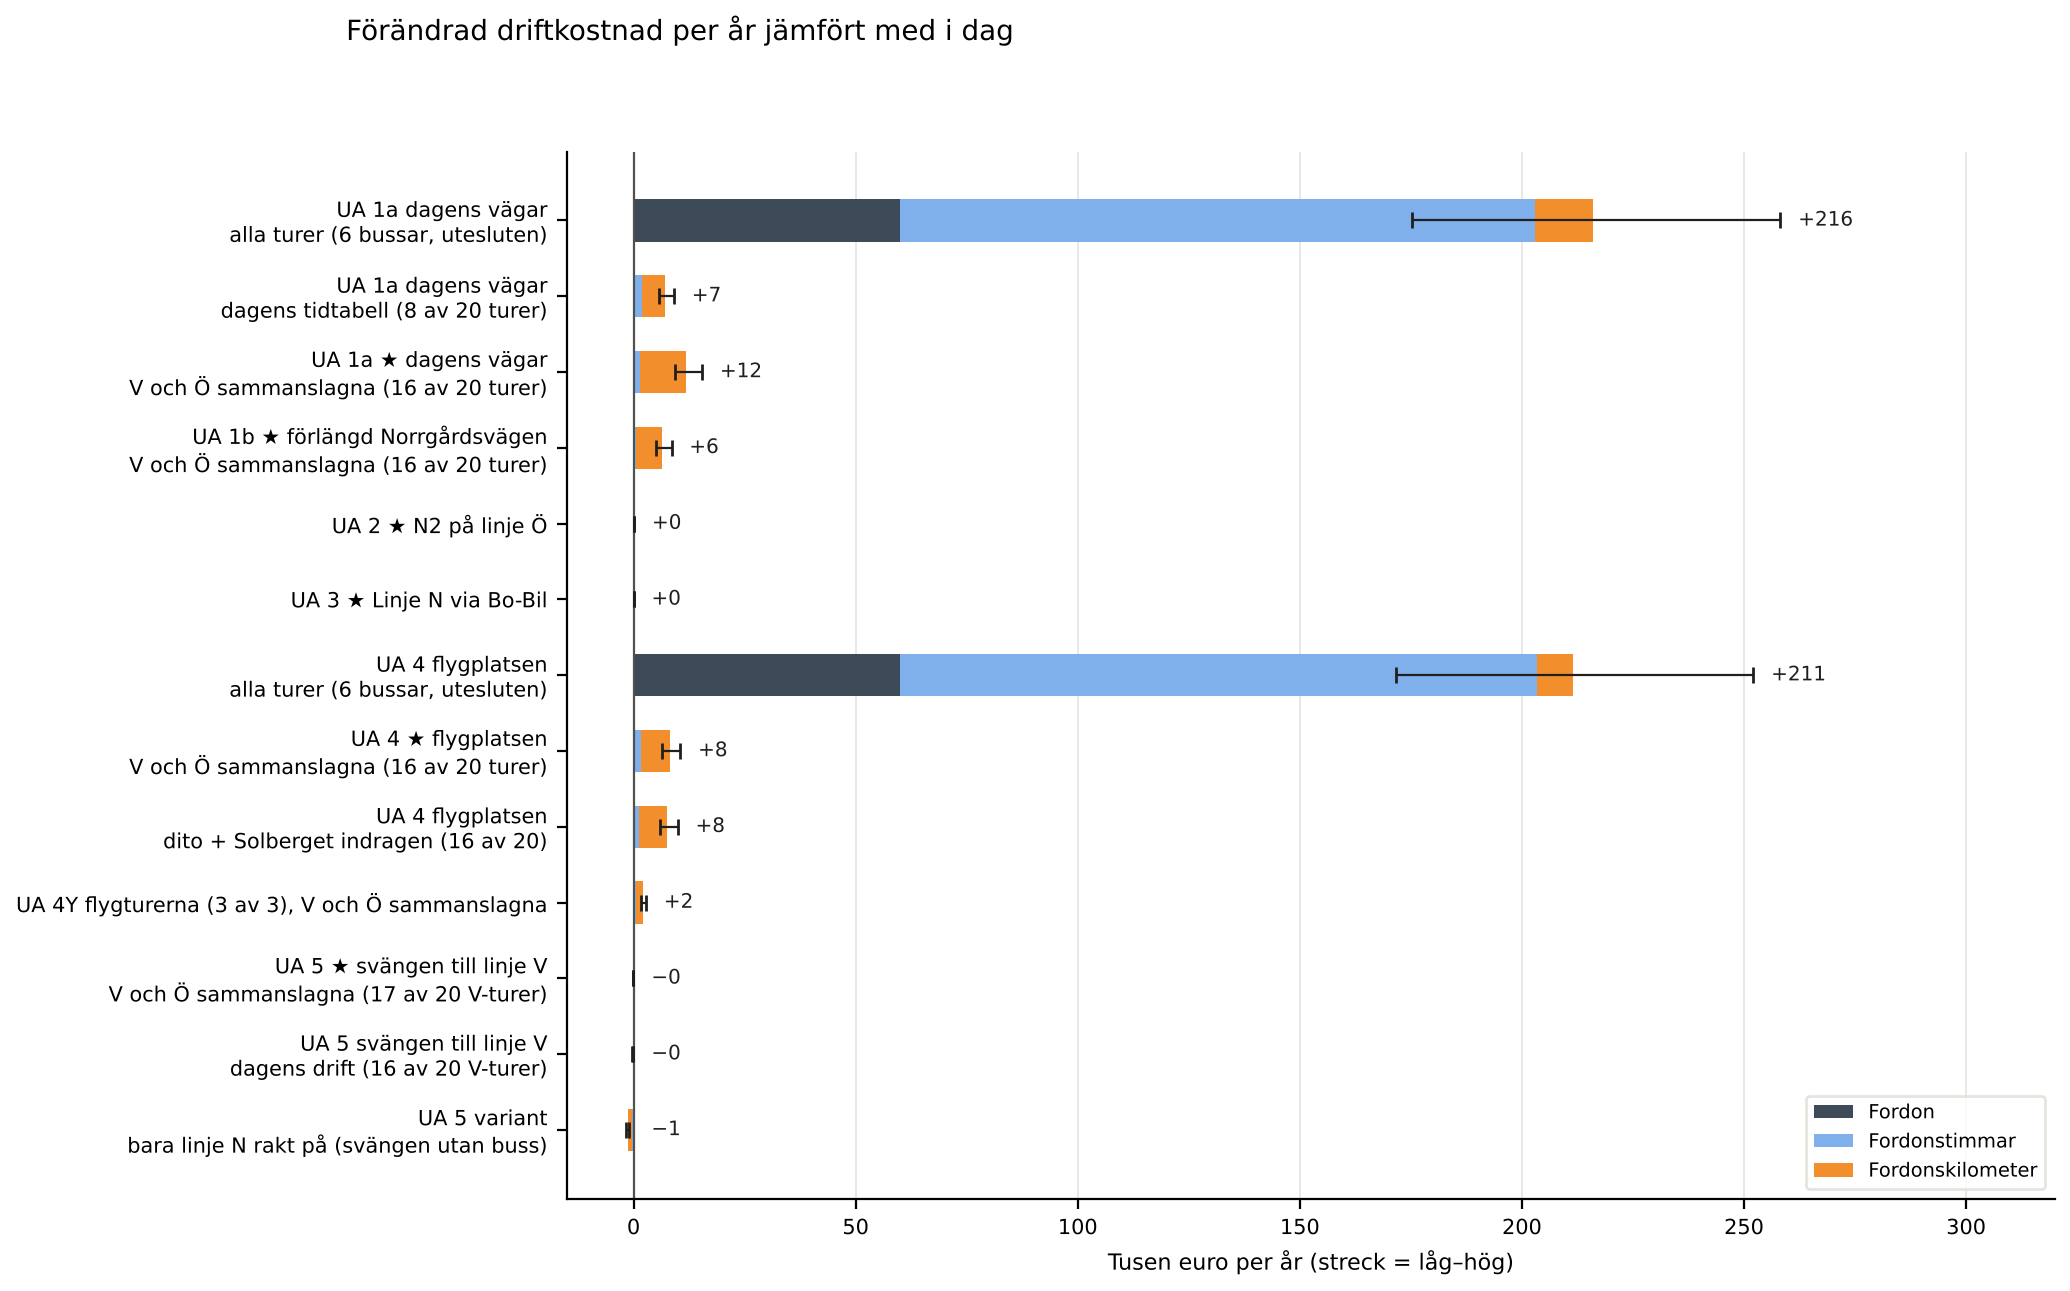 Förändrad driftkostnad per år jämfört med i dag
UA 1a dagens vägar
alla turer (6 bussar, utesluten)
+216
UA 1a dagens vägar
dagens tidtabell (8 av 20 turer)
+7
UA 1a ★ dagens vägar
V och Ö sammanslagna (16 av 20 turer)
+12
UA 1b ★ förlängd Norrgårdsvägen
V och Ö sammanslagna (16 av 20 turer)
+6
UA 2 ★ N2 på linje Ö
+0
UA 3 ★ Linje N via Bo-Bil
+0
UA 4 flygplatsen
alla turer (6 bussar, utesluten)
+211
UA 4 ★ flygplatsen
V och Ö sammanslagna (16 av 20 turer)
+8
UA 4 flygplatsen
dito + Solberget indragen (16 av 20)
+8
UA 4Y flygturerna (3 av 3), V och Ö sammanslagna
+2
UA 5 ★ svängen till linje V
V och Ö sammanslagna (17 av 20 V-turer)
−0
UA 5 svängen till linje V
dagens drift (16 av 20 V-turer)
−0
UA 5 variant
bara linje N rakt på (svängen utan buss)
−1
Fordon
Fordonstimmar
Fordonskilometer
0 50 100 150 200 250 300
Tusen euro per år (streck = låg–hög)